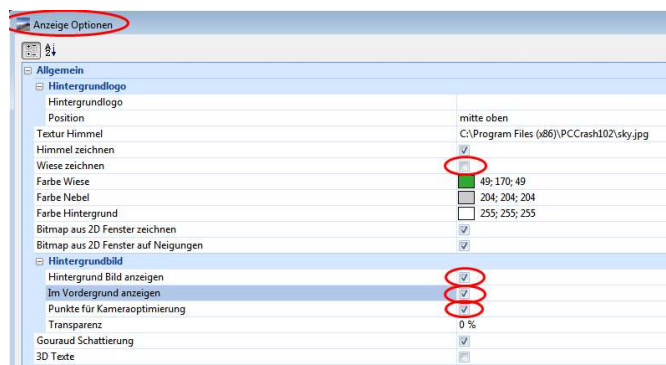 Anzeige Optionen
Allgemein
Hintergrundlogo
Hintergrundlogo
Position mitte oben
Textur Himmel C:\Program Files (x86)\PCCrash102\sky.jpg
Himmel zeichnen
Wiese zeichnen
Farbe Wiese 49; 170; 49
Farbe Nebel 204; 204; 204
Farbe Hintergrund 255; 255; 255
Bitmap aus 2D Fenster zeichnen
Bitmap aus 2D Fenster auf Neigungen
Hintergrundbild
Hintergrund Bild anzeigen
Im Vordergrund anzeigen
Punkte für Kameraoptimierung
Transparenz 0 %
Gouraud Schattierung
3D Texte